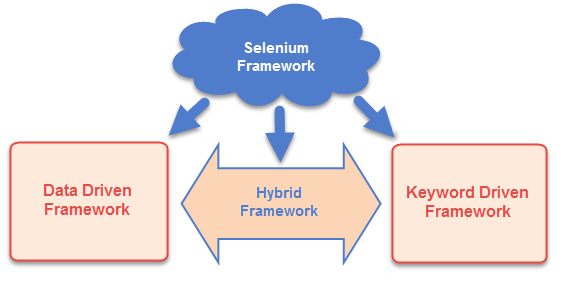 Selenium
Framework
Data Driven
Framework
Hybrid
Framework
Keyword Driven
Framework